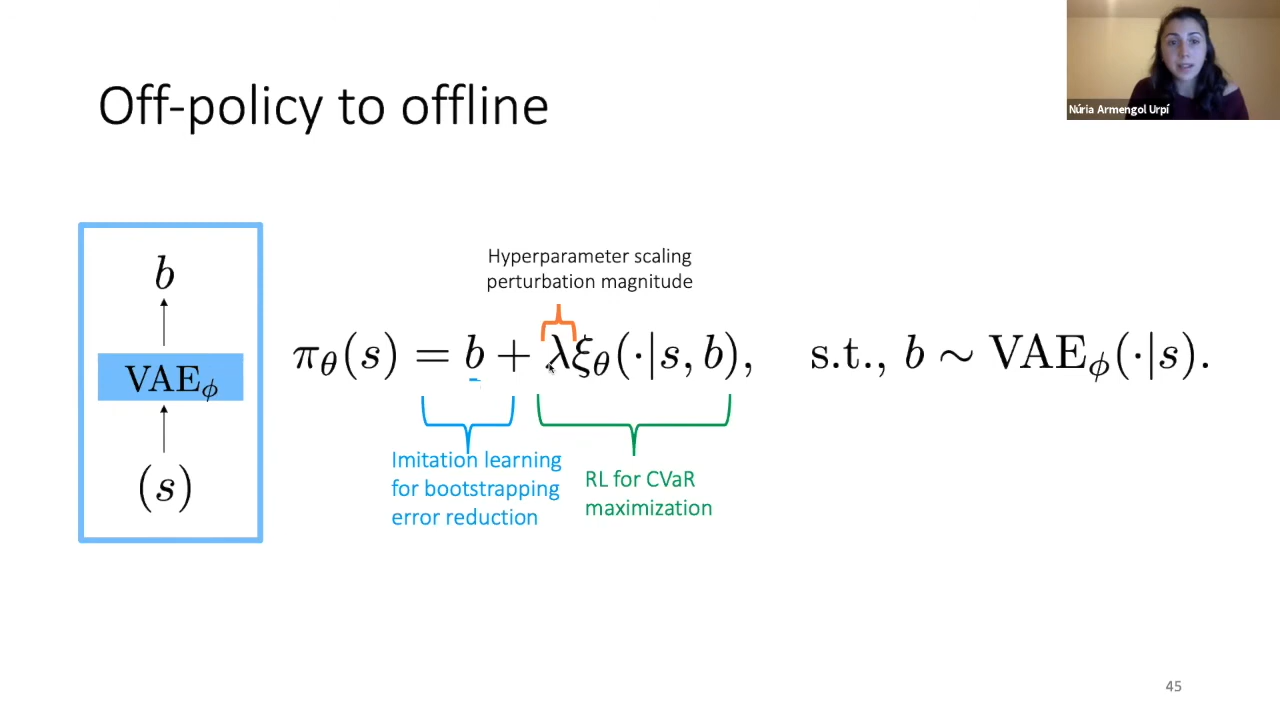 Núria Armengol Urpí
Off-policy to offline
b
VAE_ϕ
(s)
Hyperparameter scaling
perturbation magnitude
π_θ(s) = b + λξ_θ(·|s, b), s.t., b ∼ VAE_ϕ(·|s).
Imitation learning
for bootstrapping
error reduction
RL for CVaR
maximization
45